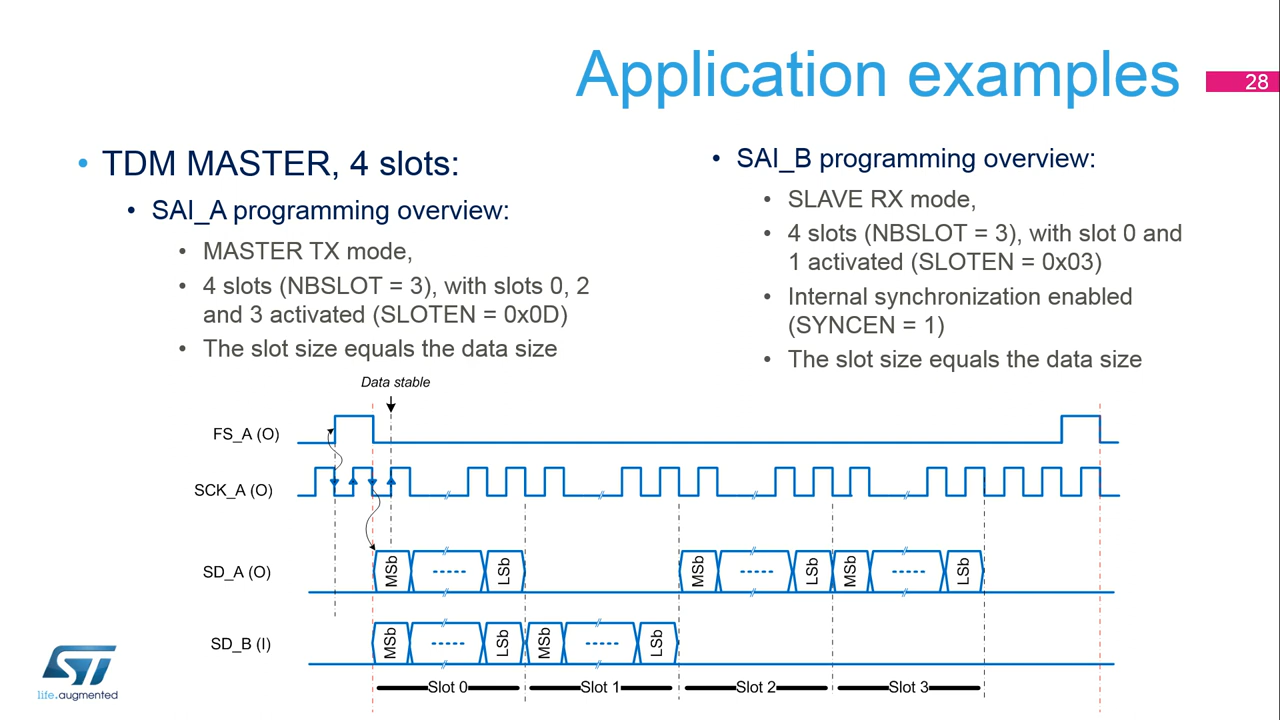 Application examples
28
• TDM MASTER, 4 slots:
• SAI_A programming overview:
• MASTER TX mode,
• 4 slots (NBSLOT = 3), with slots 0, 2
and 3 activated (SLOTEN = 0x0D)
• The slot size equals the data size
• SAI_B programming overview:
• SLAVE RX mode,
• 4 slots (NBSLOT = 3), with slot 0 and
1 activated (SLOTEN = 0x03)
• Internal synchronization enabled
(SYNCEN = 1)
• The slot size equals the data size
Data stable
FS_A (O)
SCK_A (O)
SD_A (O)
MSb
LSb
MSb
LSb
MSb
LSb
SD_B (I)
MSb
LSb
MSb
LSb
Slot 0
Slot 1
Slot 2
Slot 3
ST
life.augmented